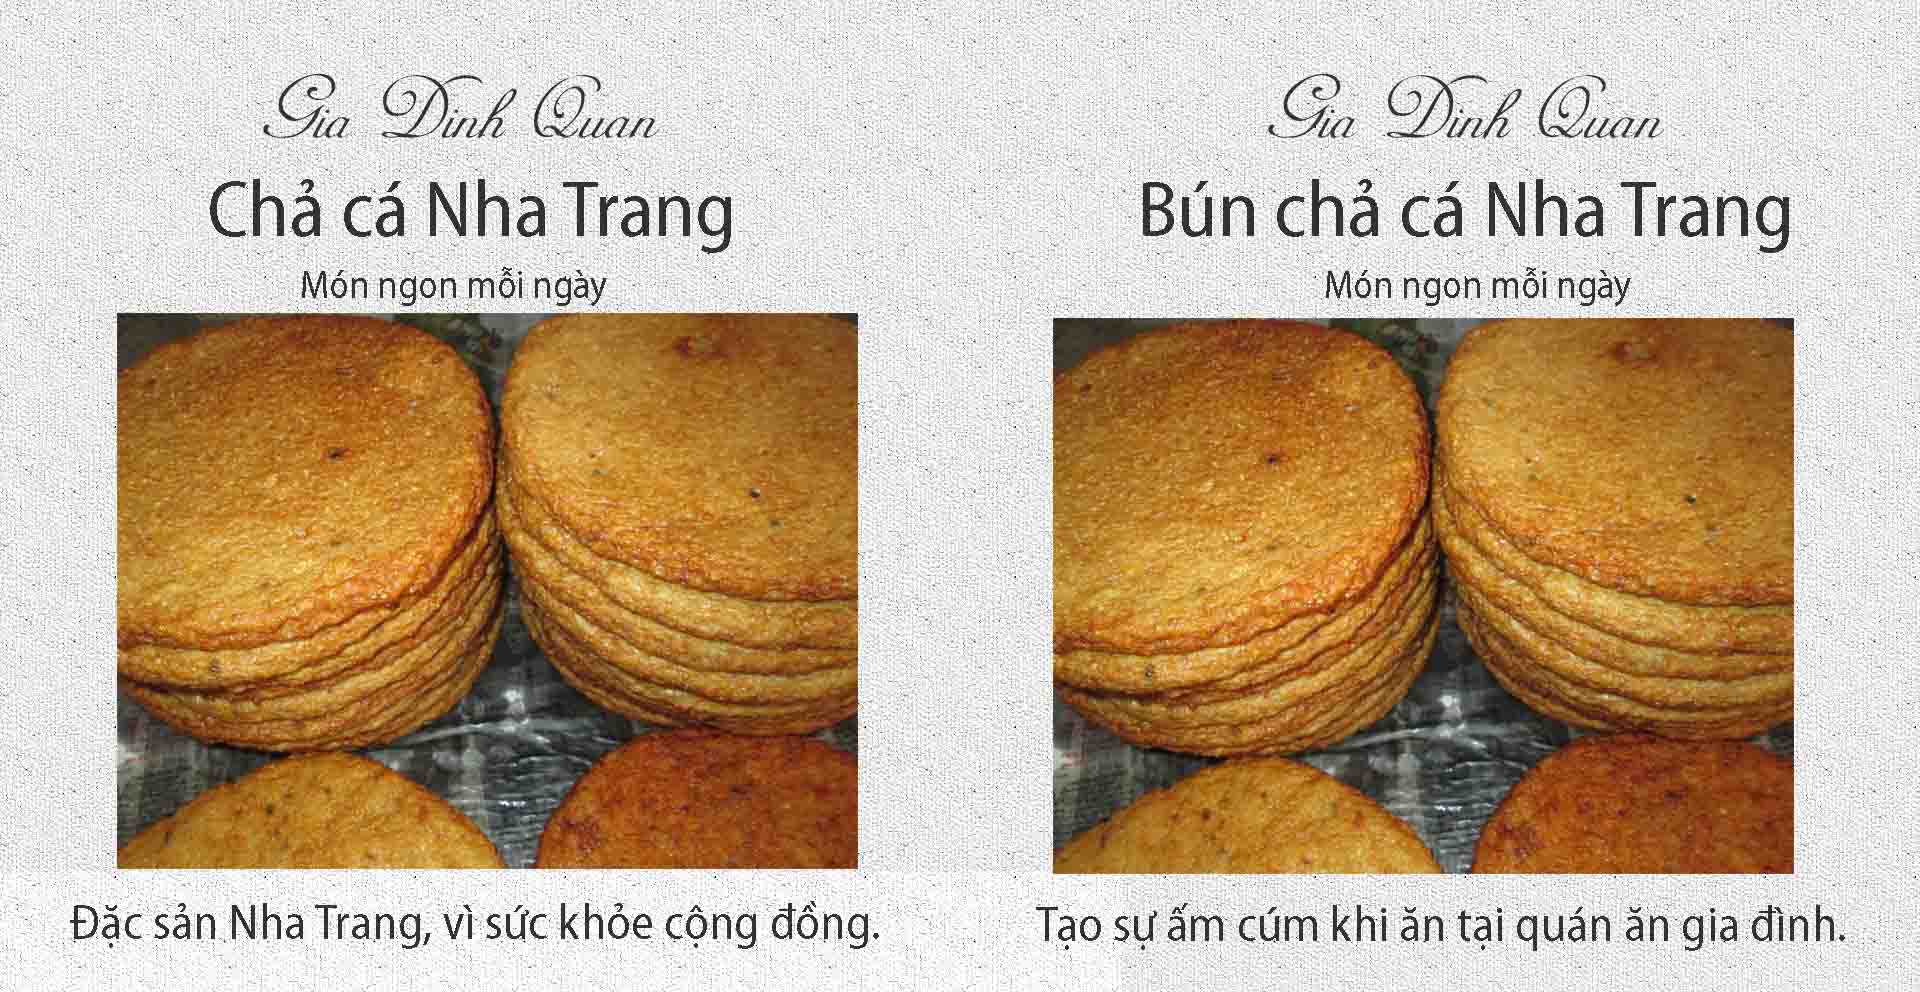 Gia Dinh Quan
Chả cá Nha Trang
Món ngon mỗi ngày
Đặc sản Nha Trang, vì sức khỏe cộng đồng.
Gia Dinh Quan
Bún chả cá Nha Trang
Món ngon mỗi ngày
Tạo sự ấm cúm khi ăn tại quán ăn gia đình.